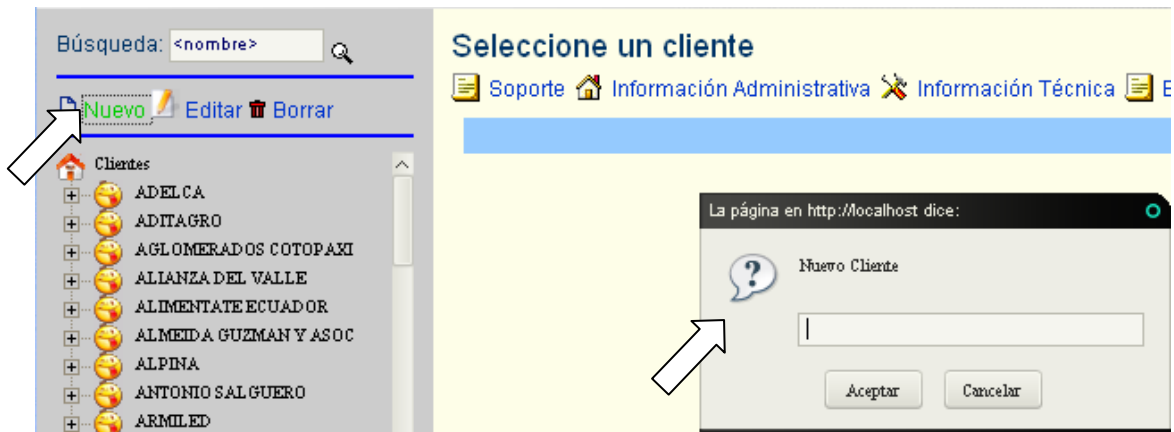 Búsqueda: <nombre>
Nuevo Editar Borrar
Clientes
ADELCA
ADITAGRO
AGLOMERADOS COTOPAXI
ALIANZA DEL VALLE
ALIMENTATE ECUADOR
ALMEIDA GUZMAN Y ASOC
ALPINA
ANTONIO SALGUERO
ARMILED
Seleccione un cliente
Soporte Información Administrativa Información Técnica
La página en http://localhost dice:
Nuevo Cliente
Aceptar Cancelar